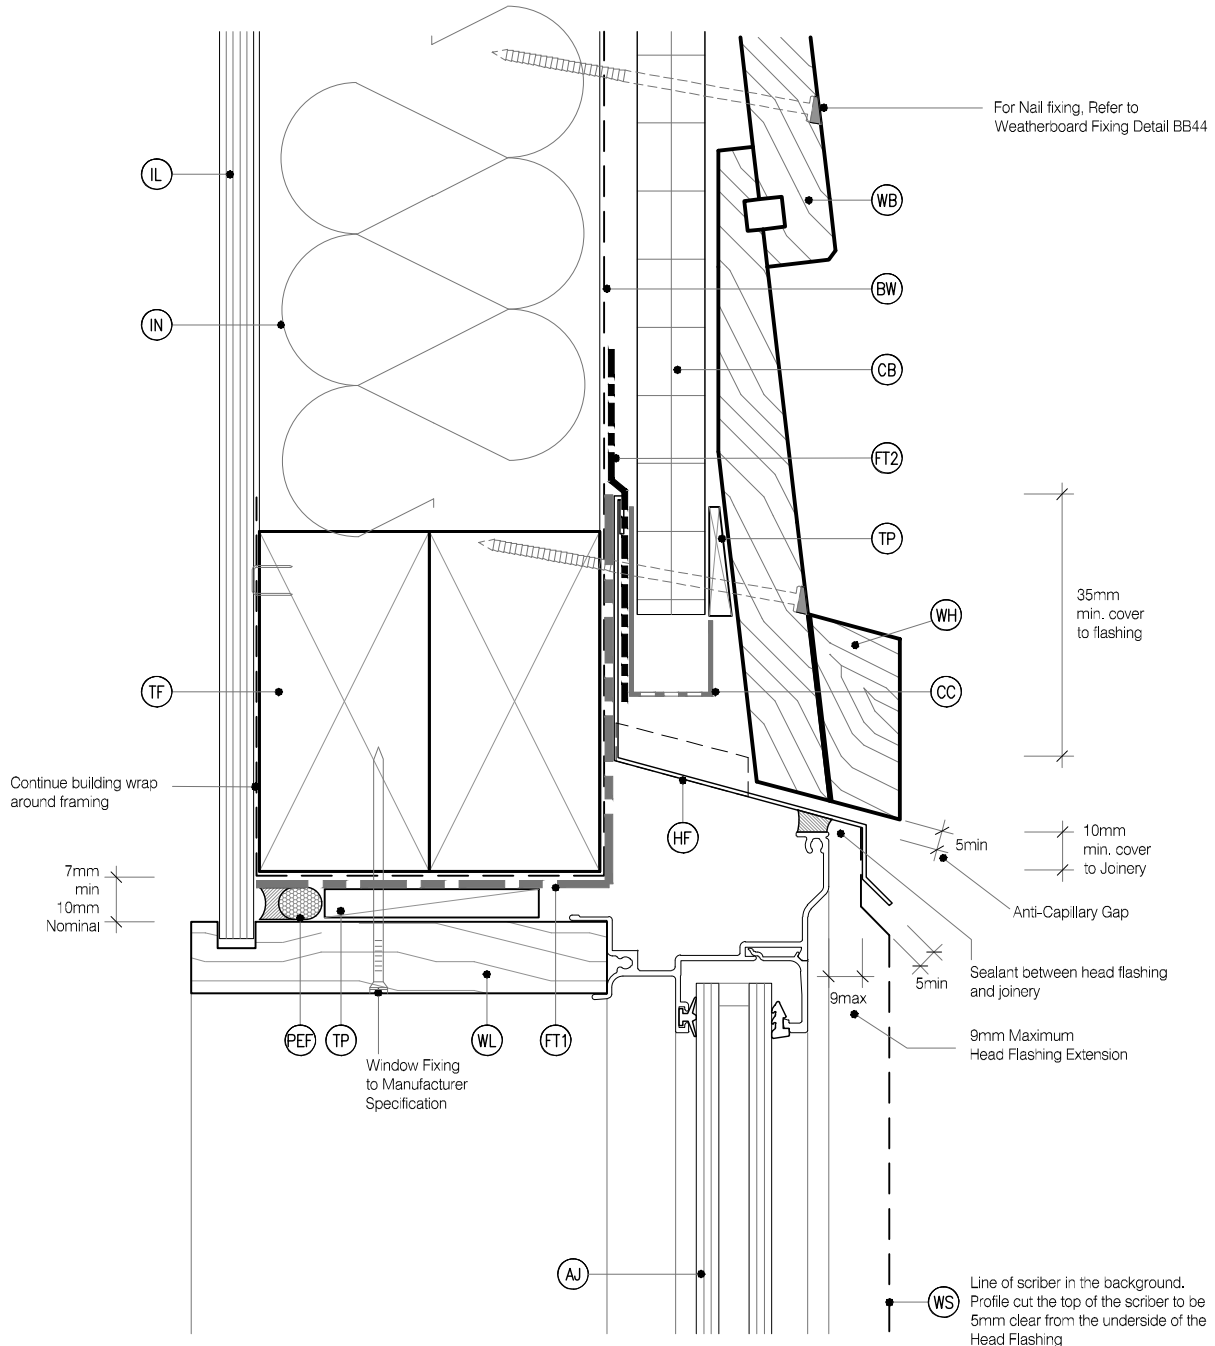 For Nail fixing, Refer to
Weatherboard Fixing Detail BB44
IL
WB
BW
IN
CB
FT2
TP
35mm
min. cover
to flashing
WH
TF
CC
Continue building wrap
around framing
HF
10mm
min. cover
to Joinery
5min
7mm
min
10mm
Nominal
TP
Anti-Capillary Gap
Sealant between head flashing
and joinery
5min
9max
PEF
WL
FT1
9mm Maximum
Head Flashing Extension
Window Fixing
to Manufacturer
Specification
AJ
WS
Line of scriber in the background.
Profile cut the top of the scriber to be
5mm clear from the underside of the
Head Flashing